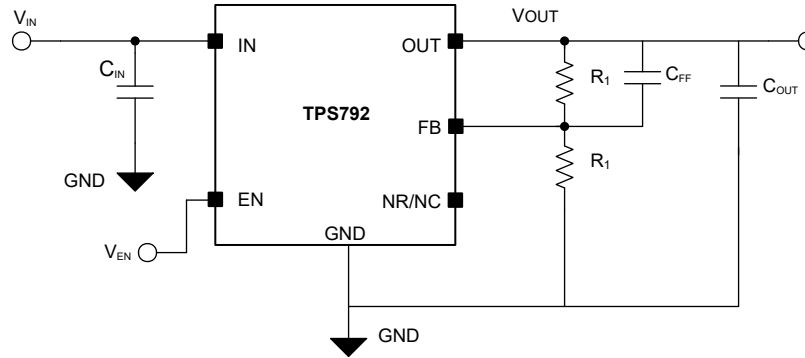 VIN
IN
OUT
VOUT
CIN
R1
CFF
COUT
TPS792
FB
R1
GND
EN
NR/NC
GND
VEN
GND